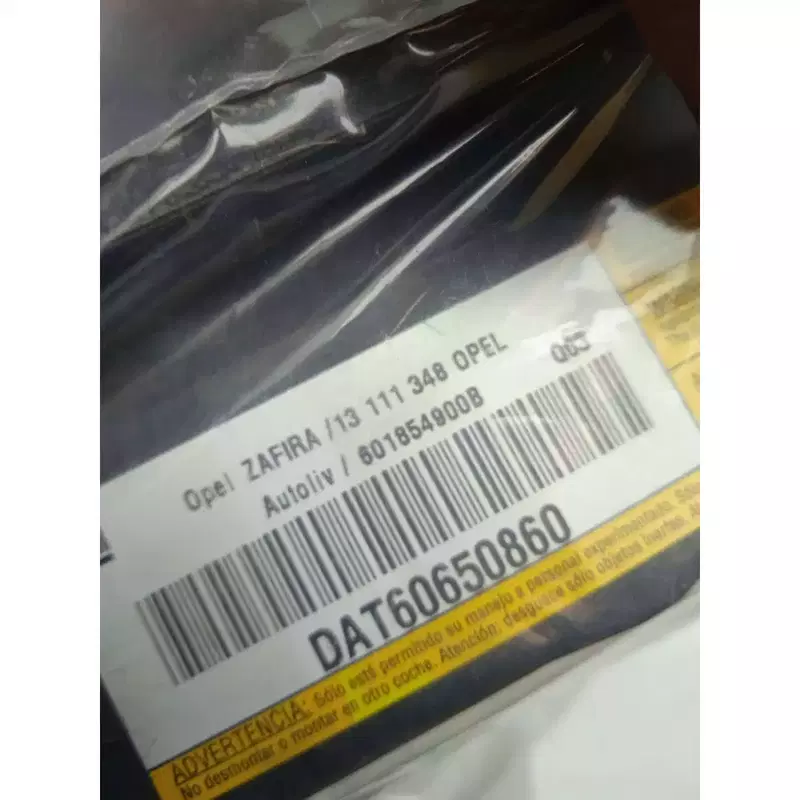 Opel ZAFIRA /13 111 348 OPEL
Autoliv / 601854900B
003
DAT60650860
ADVERTENCIA: Sólo está permitido su manejo a personal experimentado. Sólo
No desmontar o montar en otro coche. Atención: desguace sólo objetos inertes. A